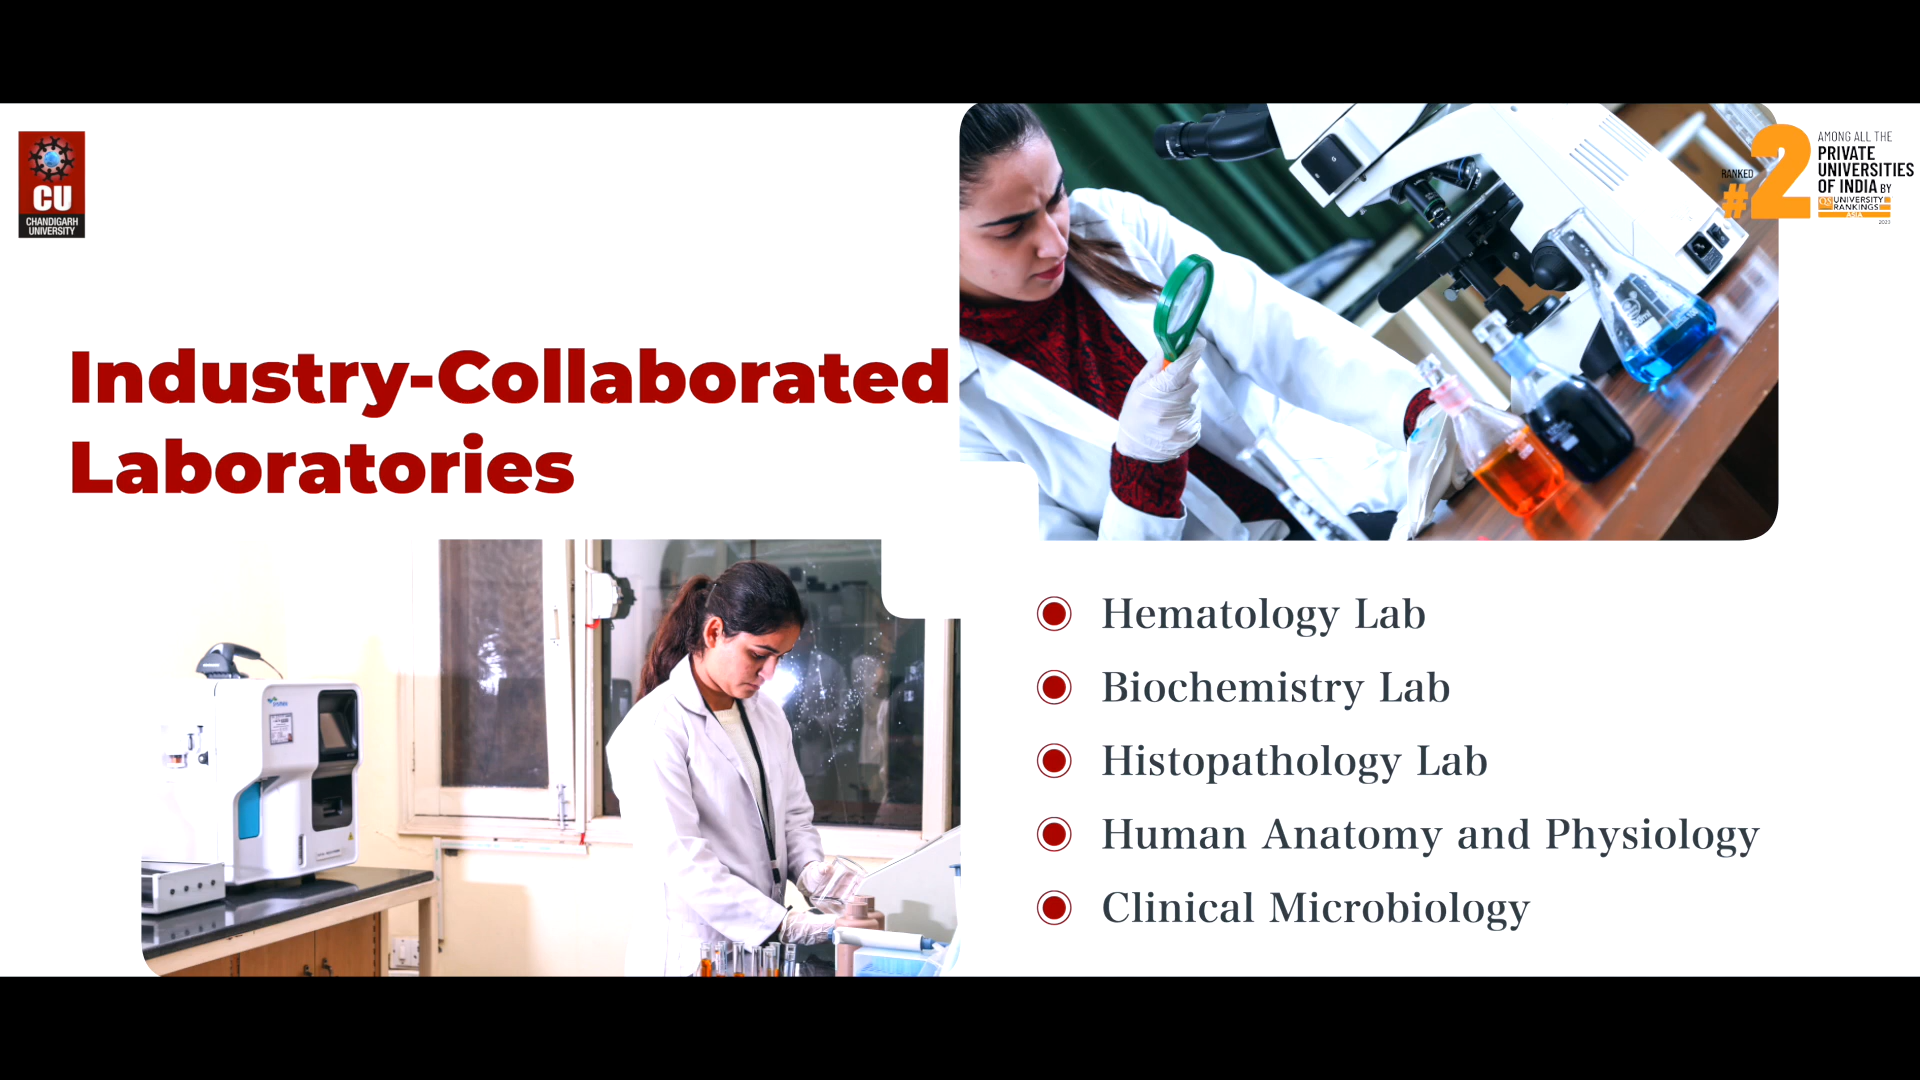 CU
CHANDIGARH
UNIVERSITY
RANKED
#2
AMONG ALL THE
PRIVATE
UNIVERSITIES
OF INDIA BY
QS UNIVERSITY
RANKINGS
ASIA
2023
Industry-Collaborated
Laboratories
Hematology Lab
Biochemistry Lab
Histopathology Lab
Human Anatomy and Physiology
Clinical Microbiology